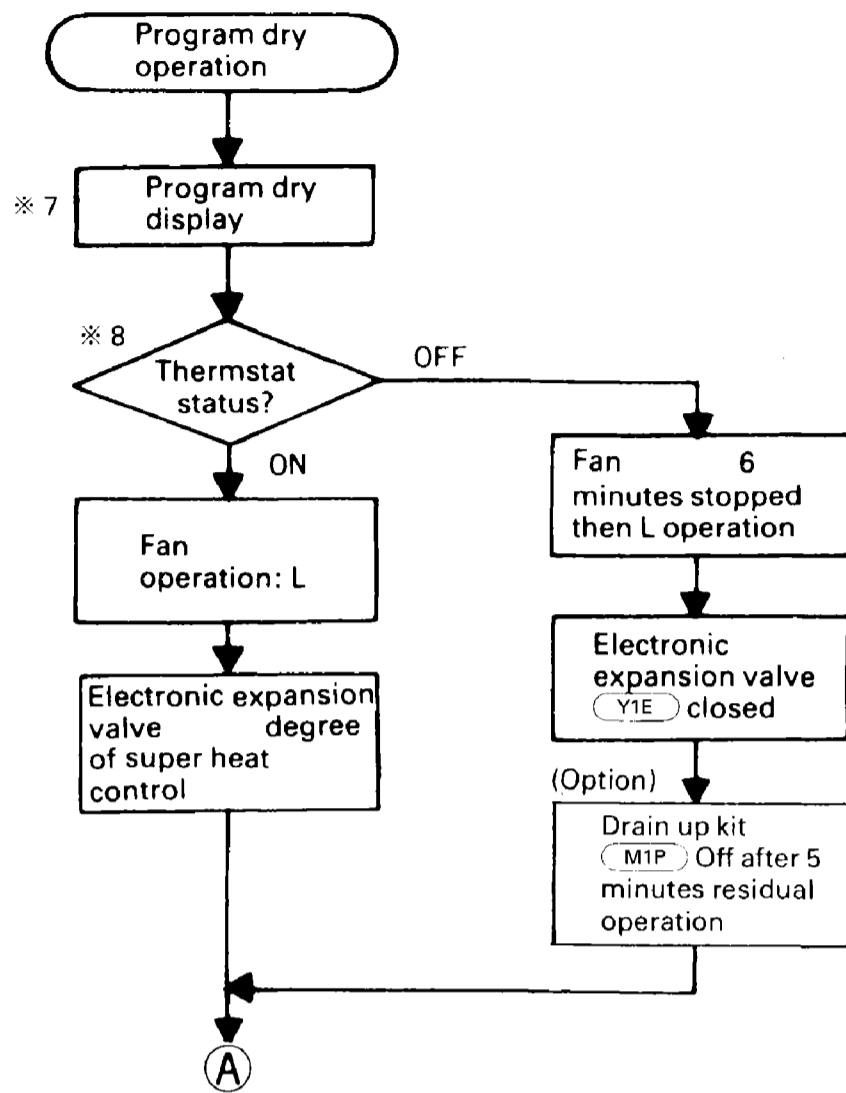 Program dry
operation
※ 7
Program dry
display
※ 8
Thermstat
status?
OFF
ON
Fan
operation: L
Electronic expansion
valve degree
of super heat
control
Fan 6
minutes stopped
then L operation
Electronic
expansion valve
Y1E closed
(Option)
Drain up kit
M1P Off after 5
minutes residual
operation
A